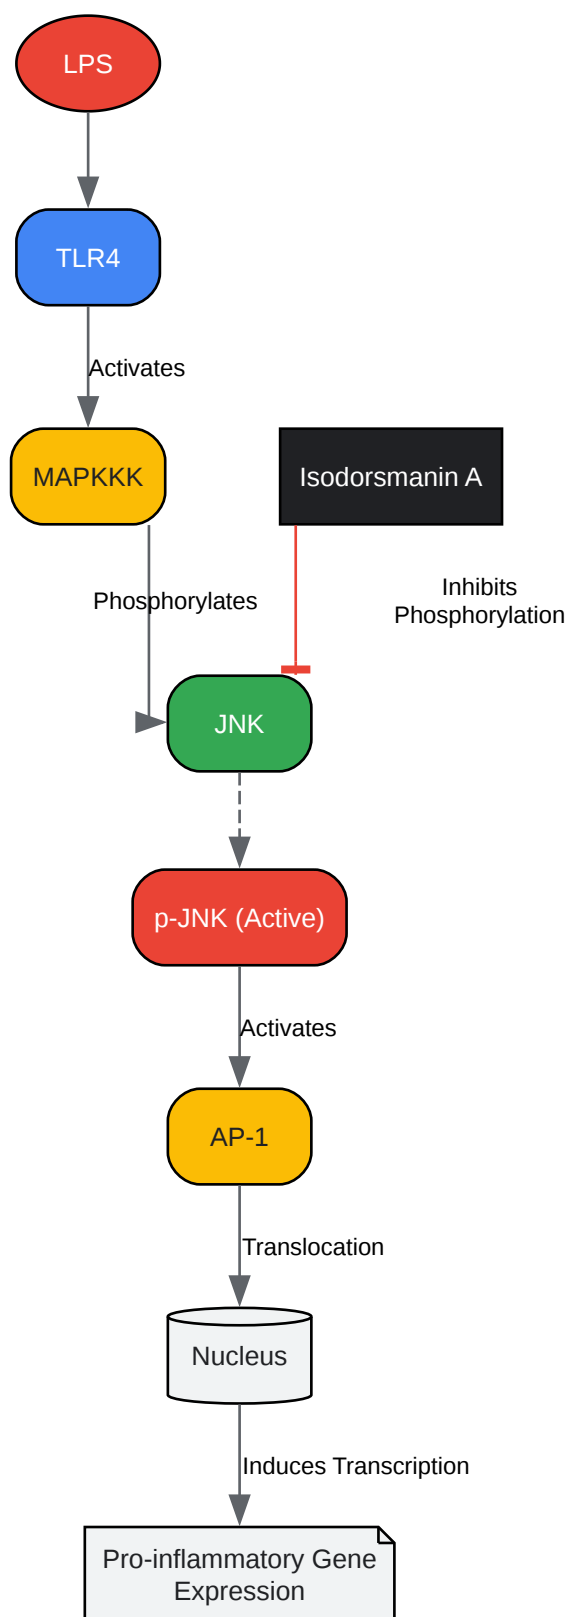 LPS
TLR4
Activates
MAPKKK
Isodorsmanin A
Phosphorylates
Inhibits
Phosphorylation
JNK
p-JNK (Active)
Activates
AP-1
Translocation
Nucleus
Induces Transcription
Pro-inflammatory Gene
Expression